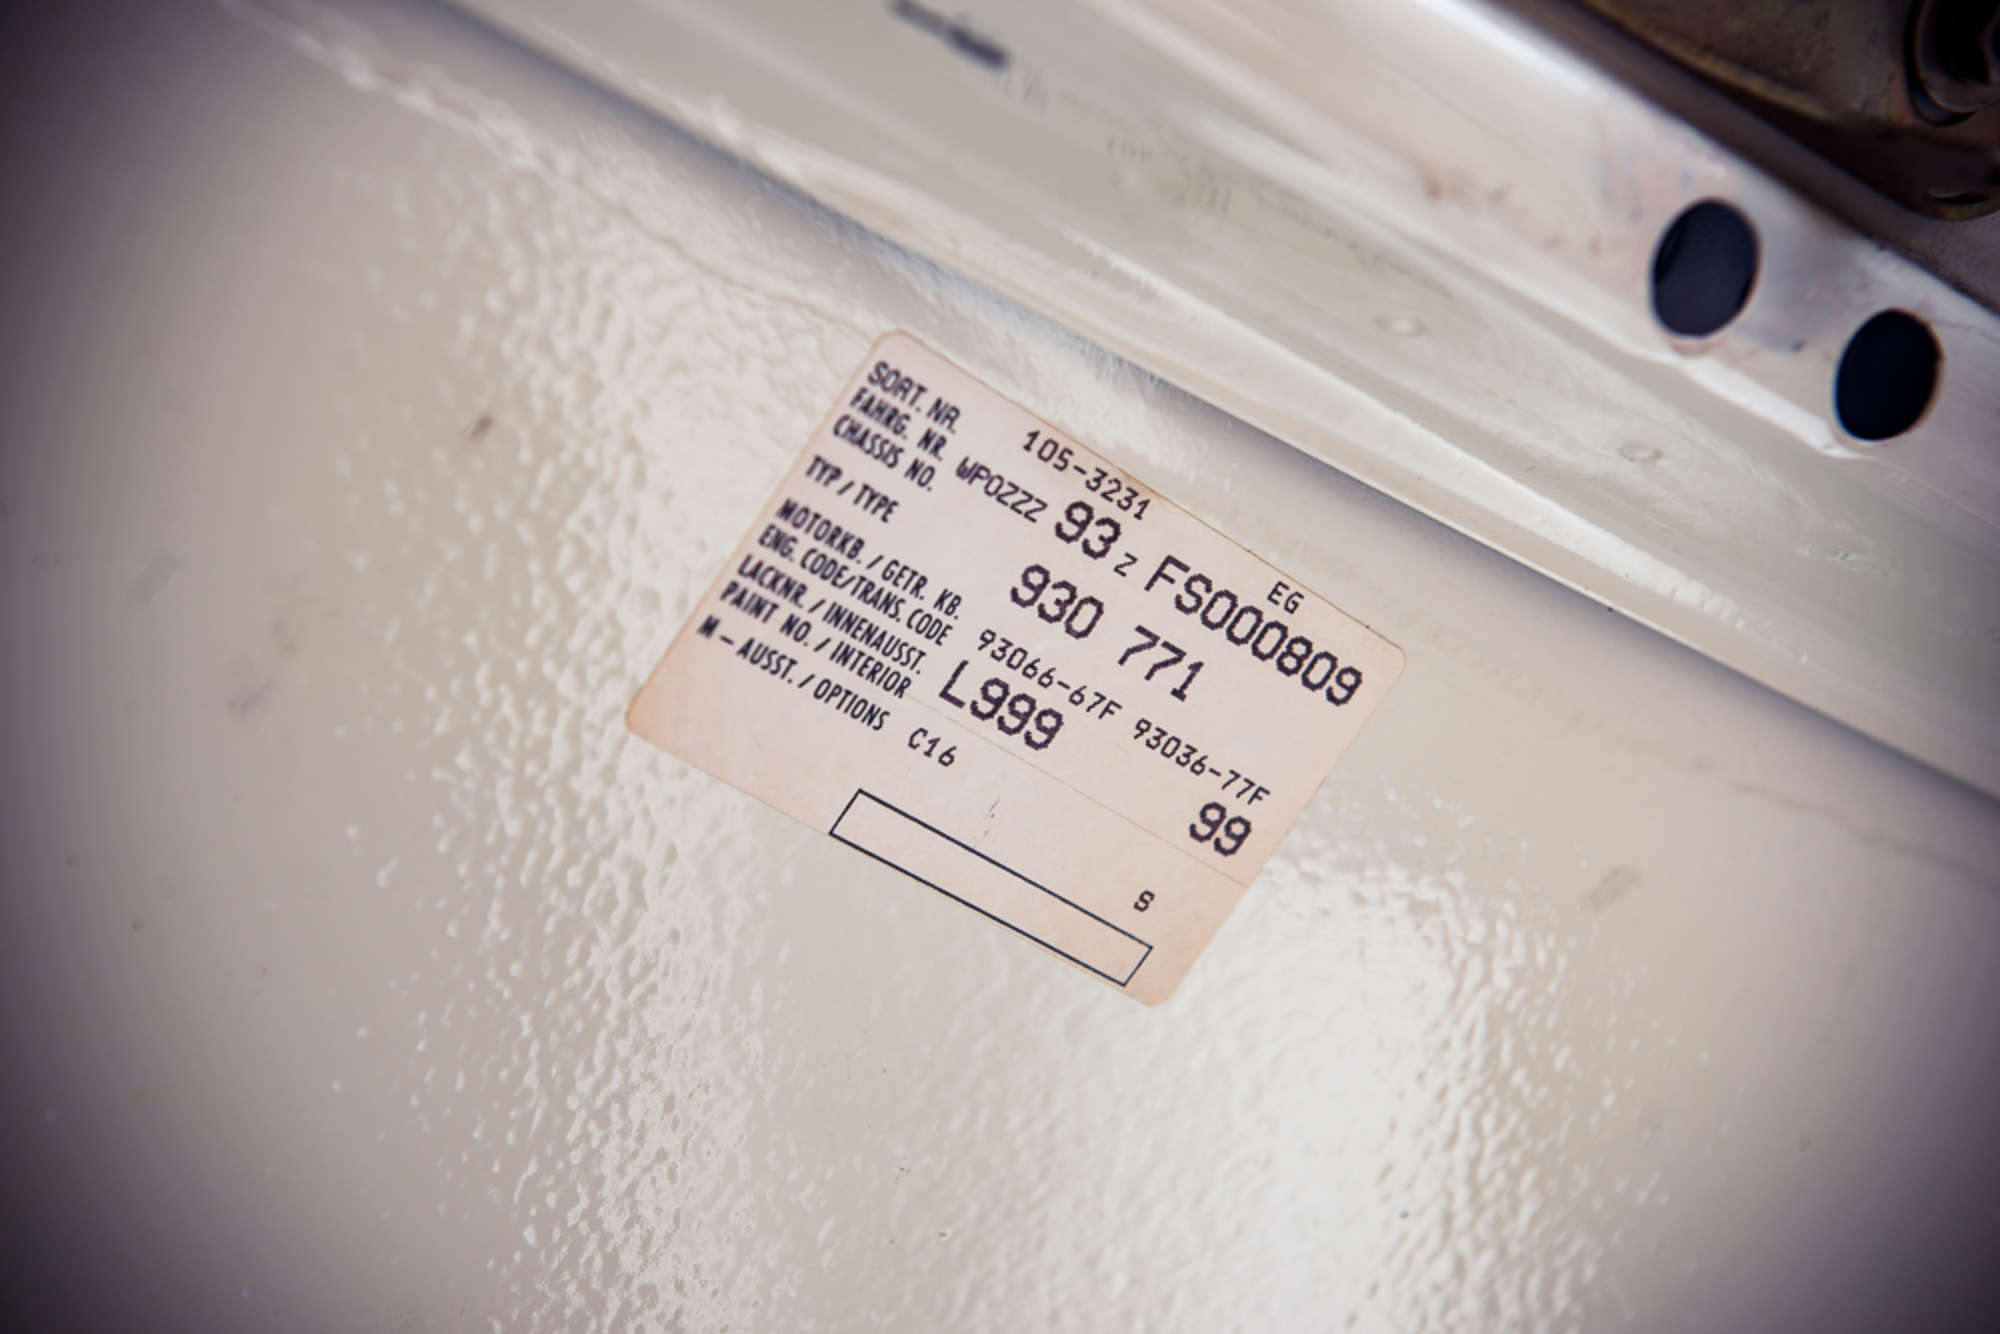 SORT. NR. 105-3231 EG
FAHRG. NR.
CHASSIS NO. WPOZZZ 93 Z FS000809
TYP / TYPE 930 771
MOTORKB. / GETR. KB.
ENG. CODE/TRANS. CODE 93066-67F 93036-77F
LACKNR. / INNENAUSST.
PAINT NO. / INTERIOR L999 99
M - AUSST. / OPTIONS C16
S